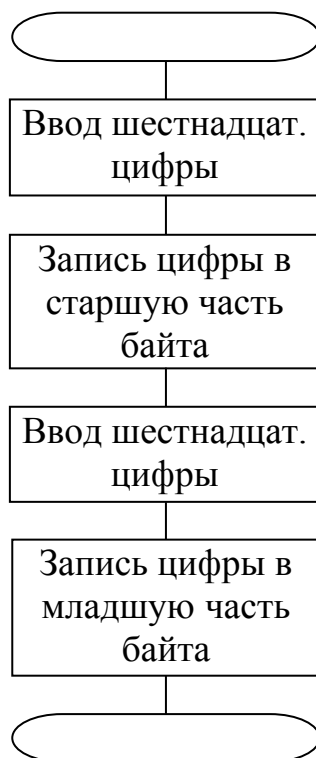 Ввод шестнадцат.
цифры
Запись цифры в
старшую часть
байта
Ввод шестнадцат.
цифры
Запись цифры в
младшую часть
байта